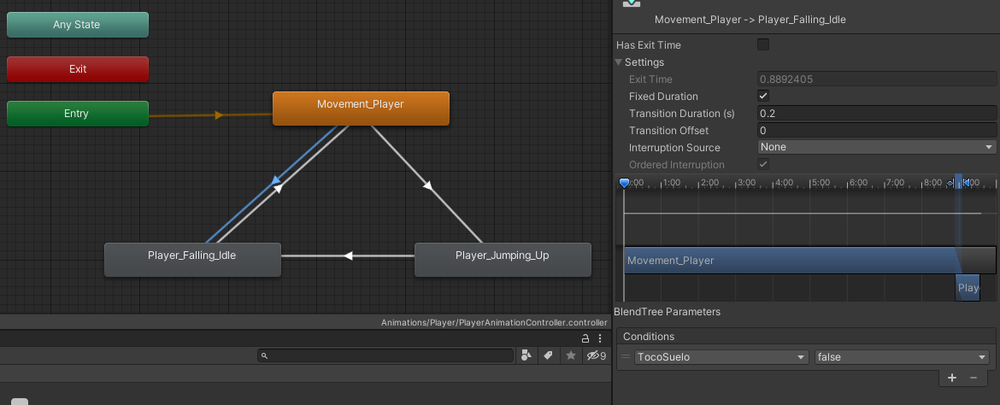 Any State
Exit
Entry
Movement_Player
Player_Falling_Idle
Player_Jumping_Up
Animations/Player/PlayerAnimationController.controller
9
Movement_Player -> Player_Falling_Idle
Has Exit Time
Settings
Exit Time 0.8892405
Fixed Duration
Transition Duration (s) 0.2
Transition Offset 0
Interruption Source None
Ordered Interruption
:00 1:00 2:00 3:00 4:00 5:00 6:00 7:00 8:00 :00
Movement_Player
Play
BlendTree Parameters
Conditions
TocoSuelo false